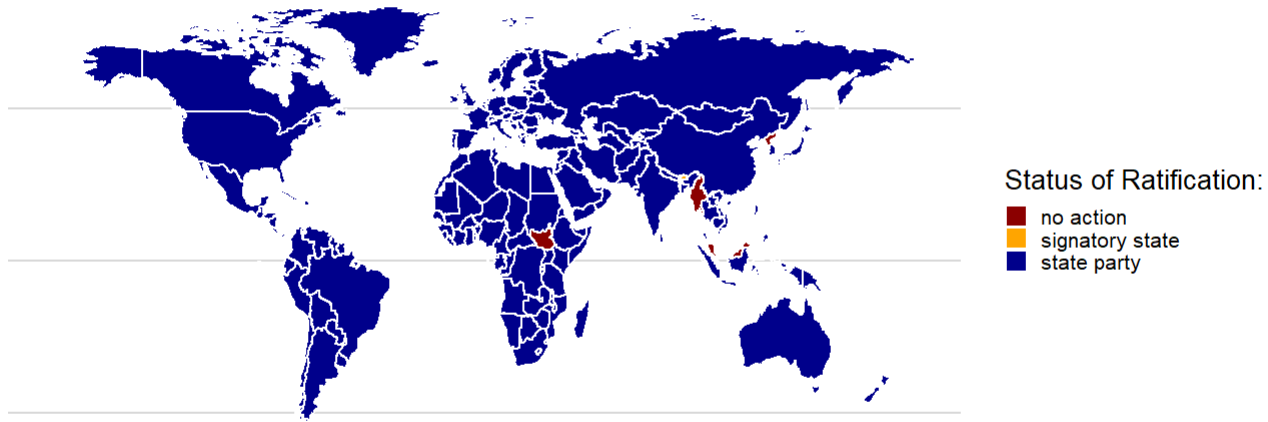 Status of Ratification:
no action
signatory state
state party